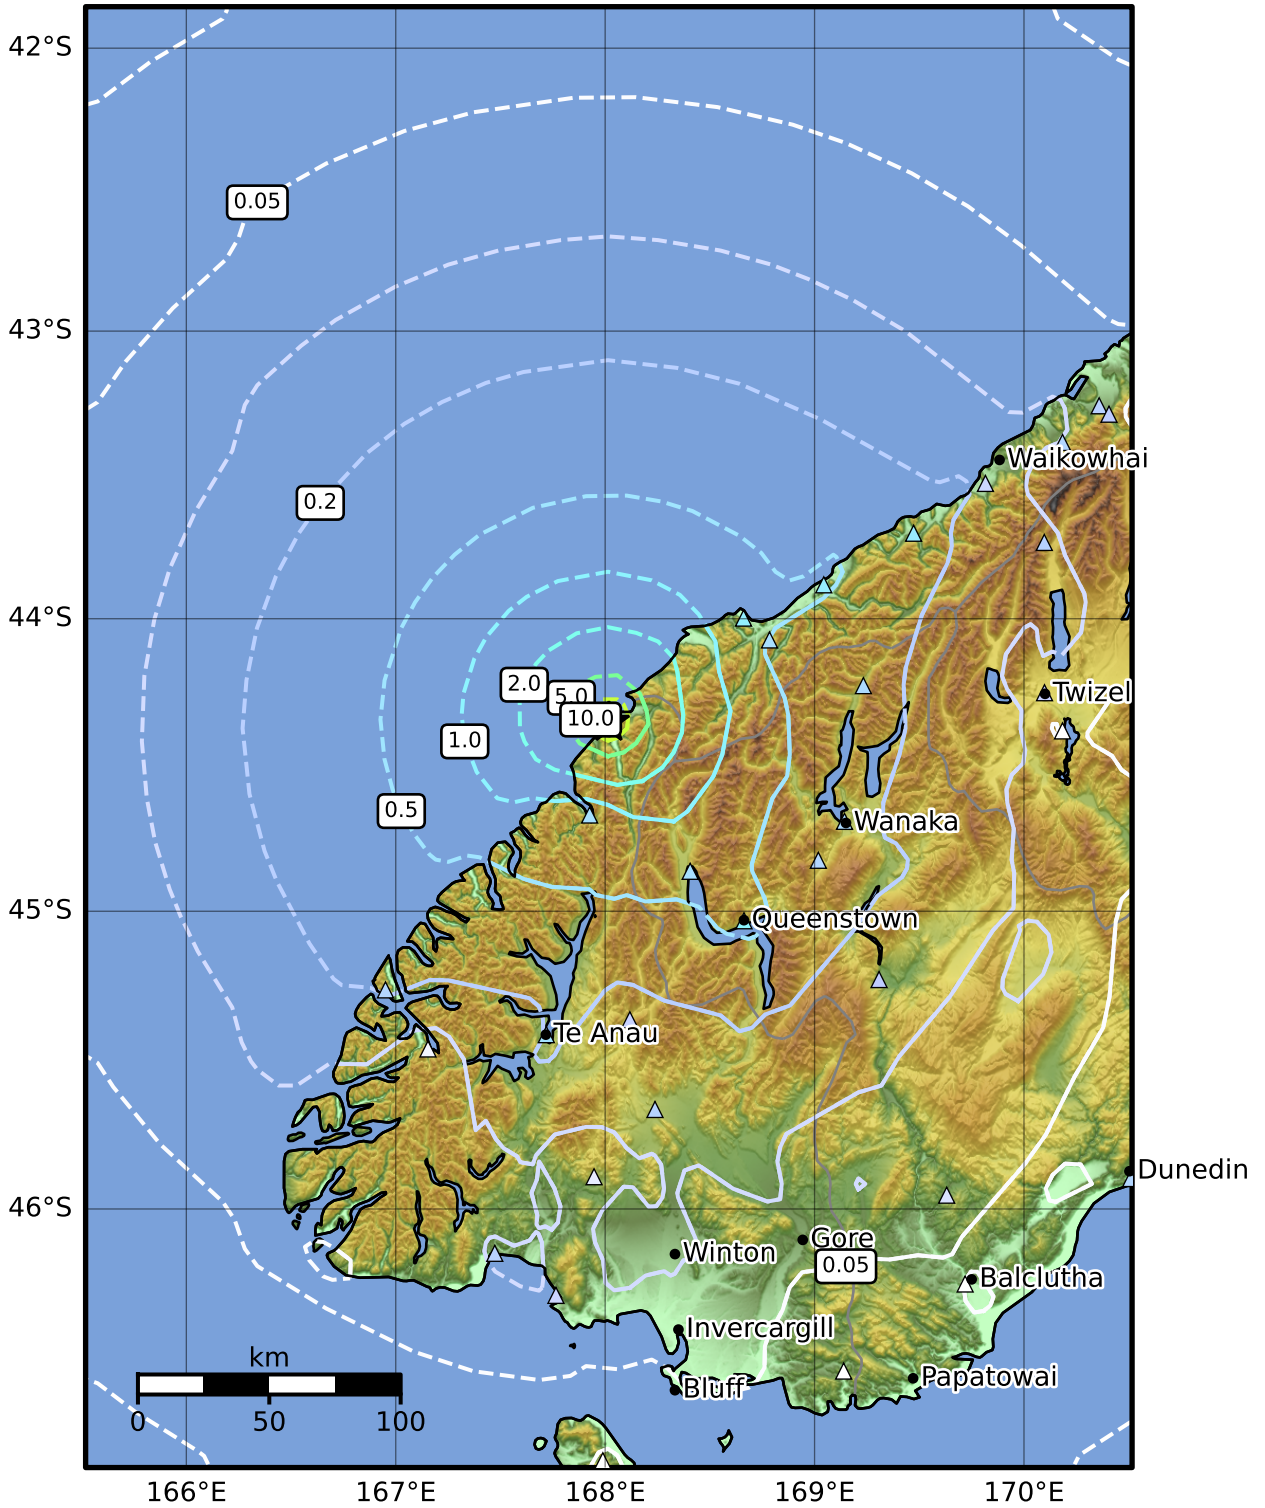 42°S
0.05
43°S
Waikowhai
0.2
44°S
2.0
5.0
Twizel
10.0
1.0
0.5
Wanaka
45°S
Queenstown
Te Anau
Dunedin
46°S
Gore
Winton
0.05
Balclutha
Invercargill
km
Papatowai
Bluff
0 50 100
166°E 167°E 168°E 169°E 170°E